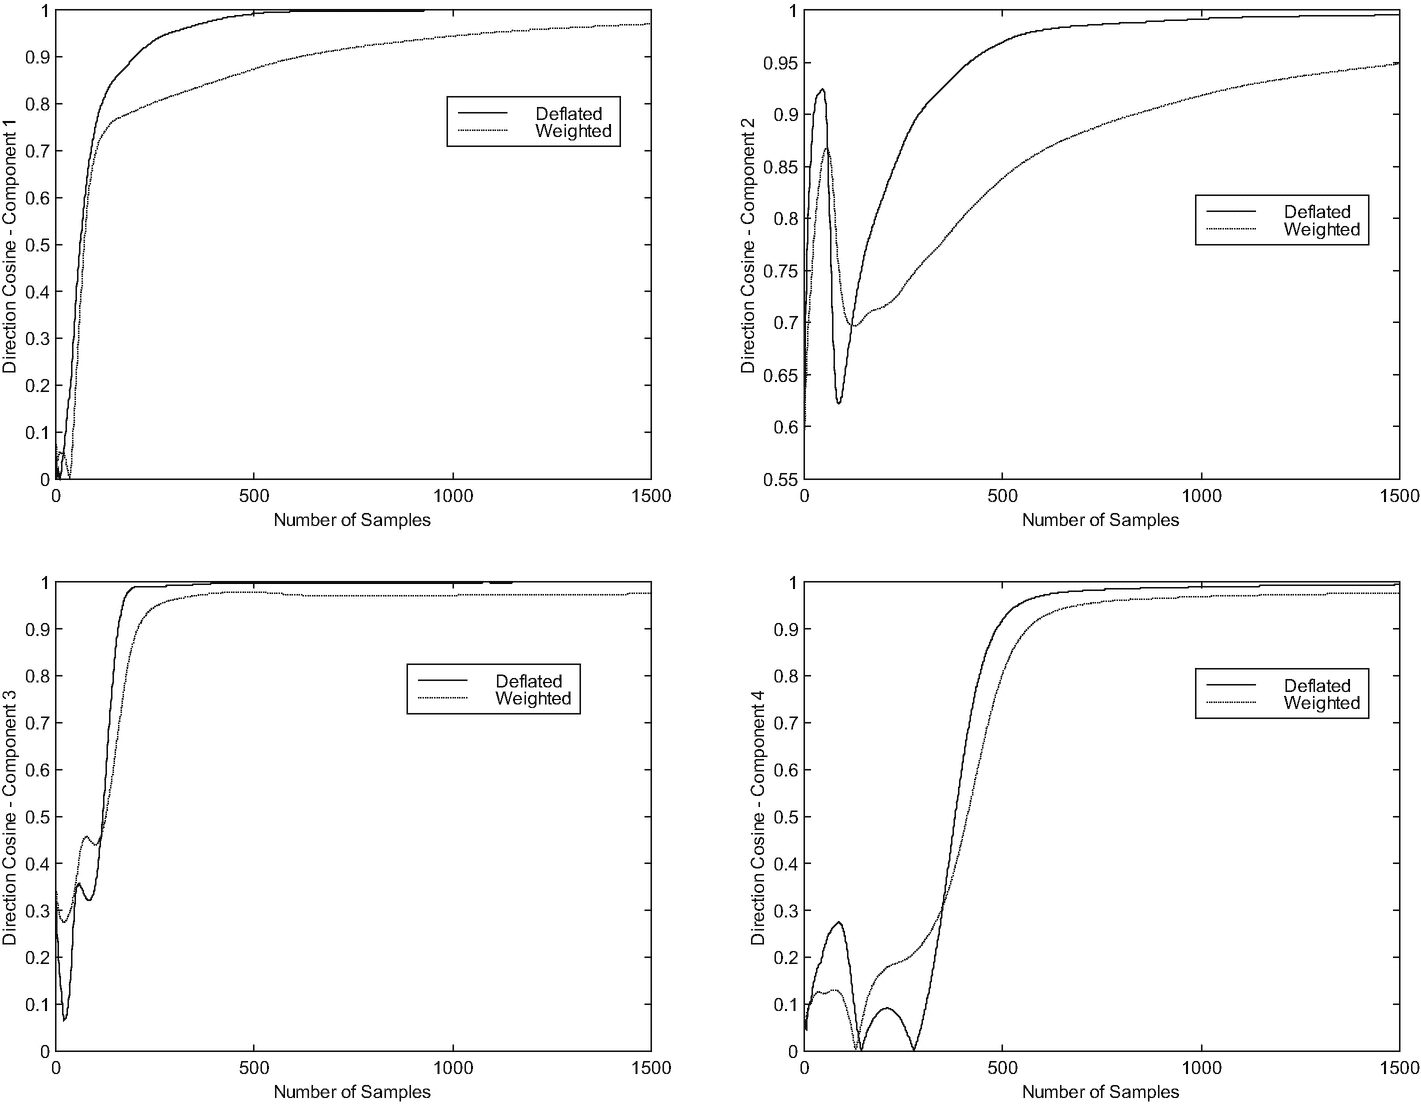 Direction Cosine - Component 1
1
0.9
0.8
0.7
0.6
0.5
0.4
0.3
0.2
0.1
0
0 500 1000 1500
Number of Samples
Deflated
Weighted
Direction Cosine - Component 2
1
0.95
0.9
0.85
0.8
0.75
0.7
0.65
0.6
0.55
0 500 1000 1500
Number of Samples
Deflated
Weighted
Direction Cosine - Component 3
1
0.9
0.8
0.7
0.6
0.5
0.4
0.3
0.2
0.1
0
0 500 1000 1500
Number of Samples
Deflated
Weighted
Direction Cosine - Component 4
1
0.9
0.8
0.7
0.6
0.5
0.4
0.3
0.2
0.1
0
0 500 1000 1500
Number of Samples
Deflated
Weighted